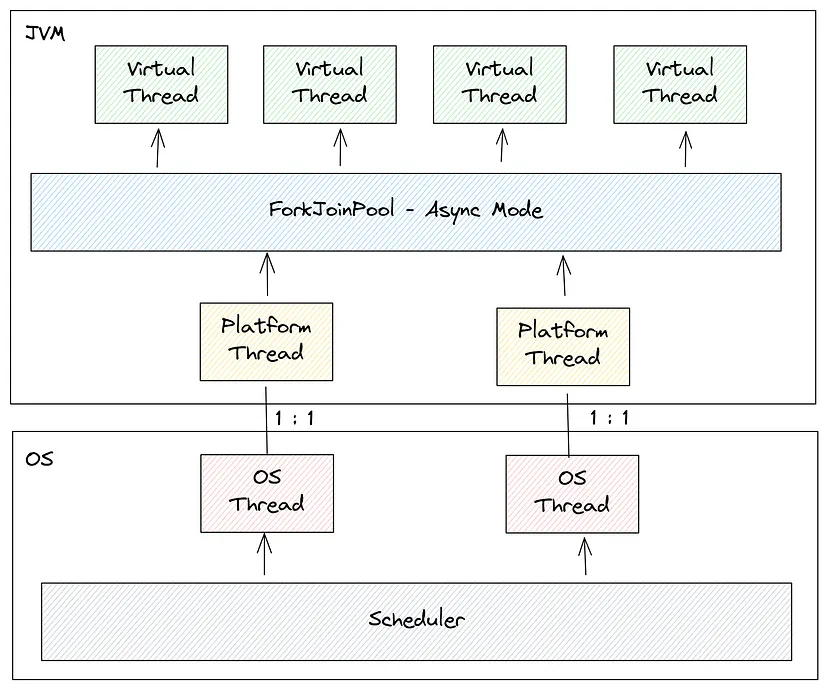 JVM
Virtual
Thread
Virtual
Thread
Virtual
Thread
Virtual
Thread
ForkJoinPool - Async Mode
Platform
Thread
Platform
Thread
1 : 1
1 : 1
OS
OS
Thread
OS
Thread
Scheduler